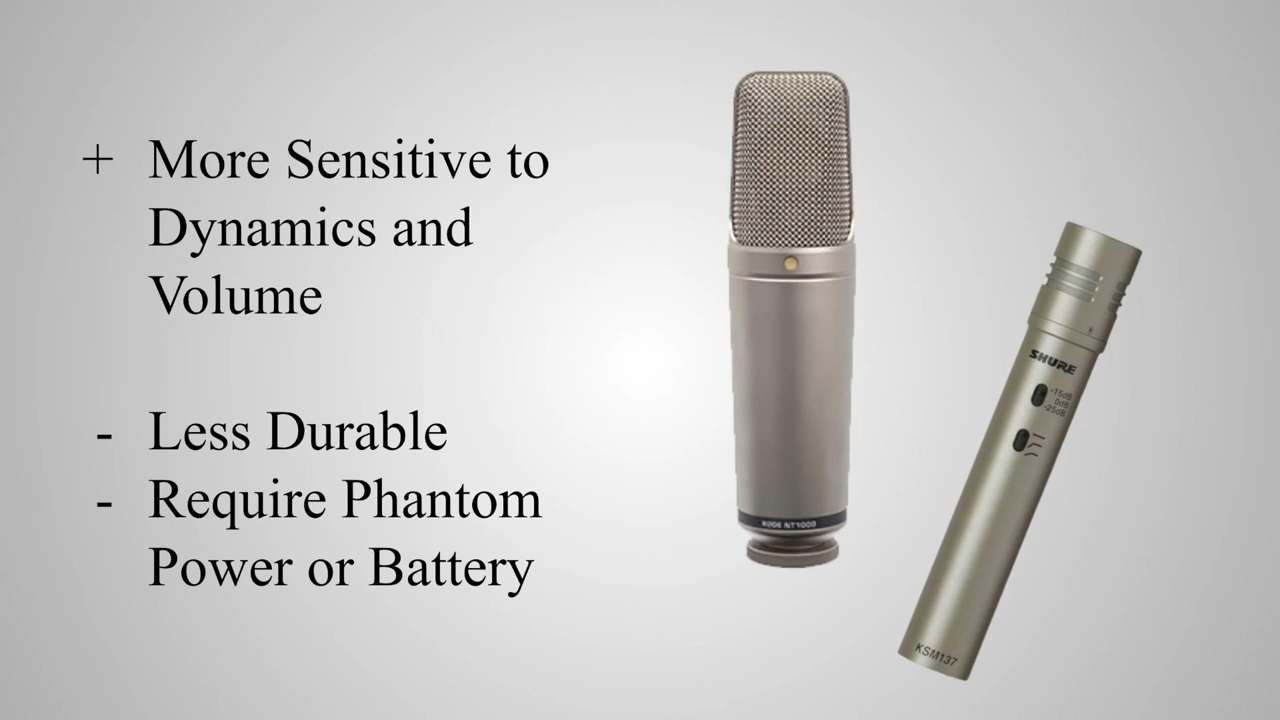 + More Sensitive to
Dynamics and
Volume
- Less Durable
- Require Phantom
Power or Battery
RODE NT1000
SHURE
-15dB
0dB
-25dB
KSM137